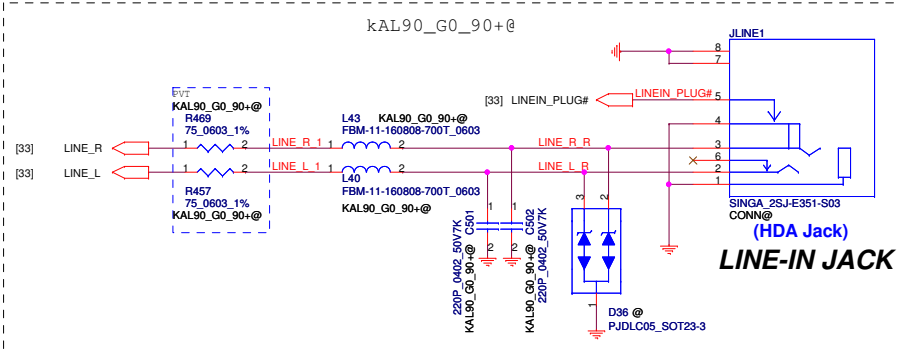 kAL90_G0_90+@
JLINE1
8
7
[33] LINEIN_PLUG#
LINEIN_PLUG#
5
PVT
KAL90_G0_90+@
R469
75_0603_1%
L43 KAL90_G0_90+@
FBM-11-160808-700T_0603
4
[33] LINE_R
1 2
LINE_R_1
1 2
LINE_R_R
3
6
[33] LINE_L
1 2
LINE_L_1
1 2
LINE_L_R
2
1
R457
75_0603_1%
KAL90_G0_90+@
L40
FBM-11-160808-700T_0603
KAL90_G0_90+@
1
2
C501
220P_0402_50V7K
KAL90_G0_90+@
1
2
C502
220P_0402_50V7K
KAL90_G0_90+@
3
2
1
D36 @
PJDLC05_SOT23-3
SINGA_2SJ-E351-S03
CONN@
(HDA Jack)
LINE-IN JACK